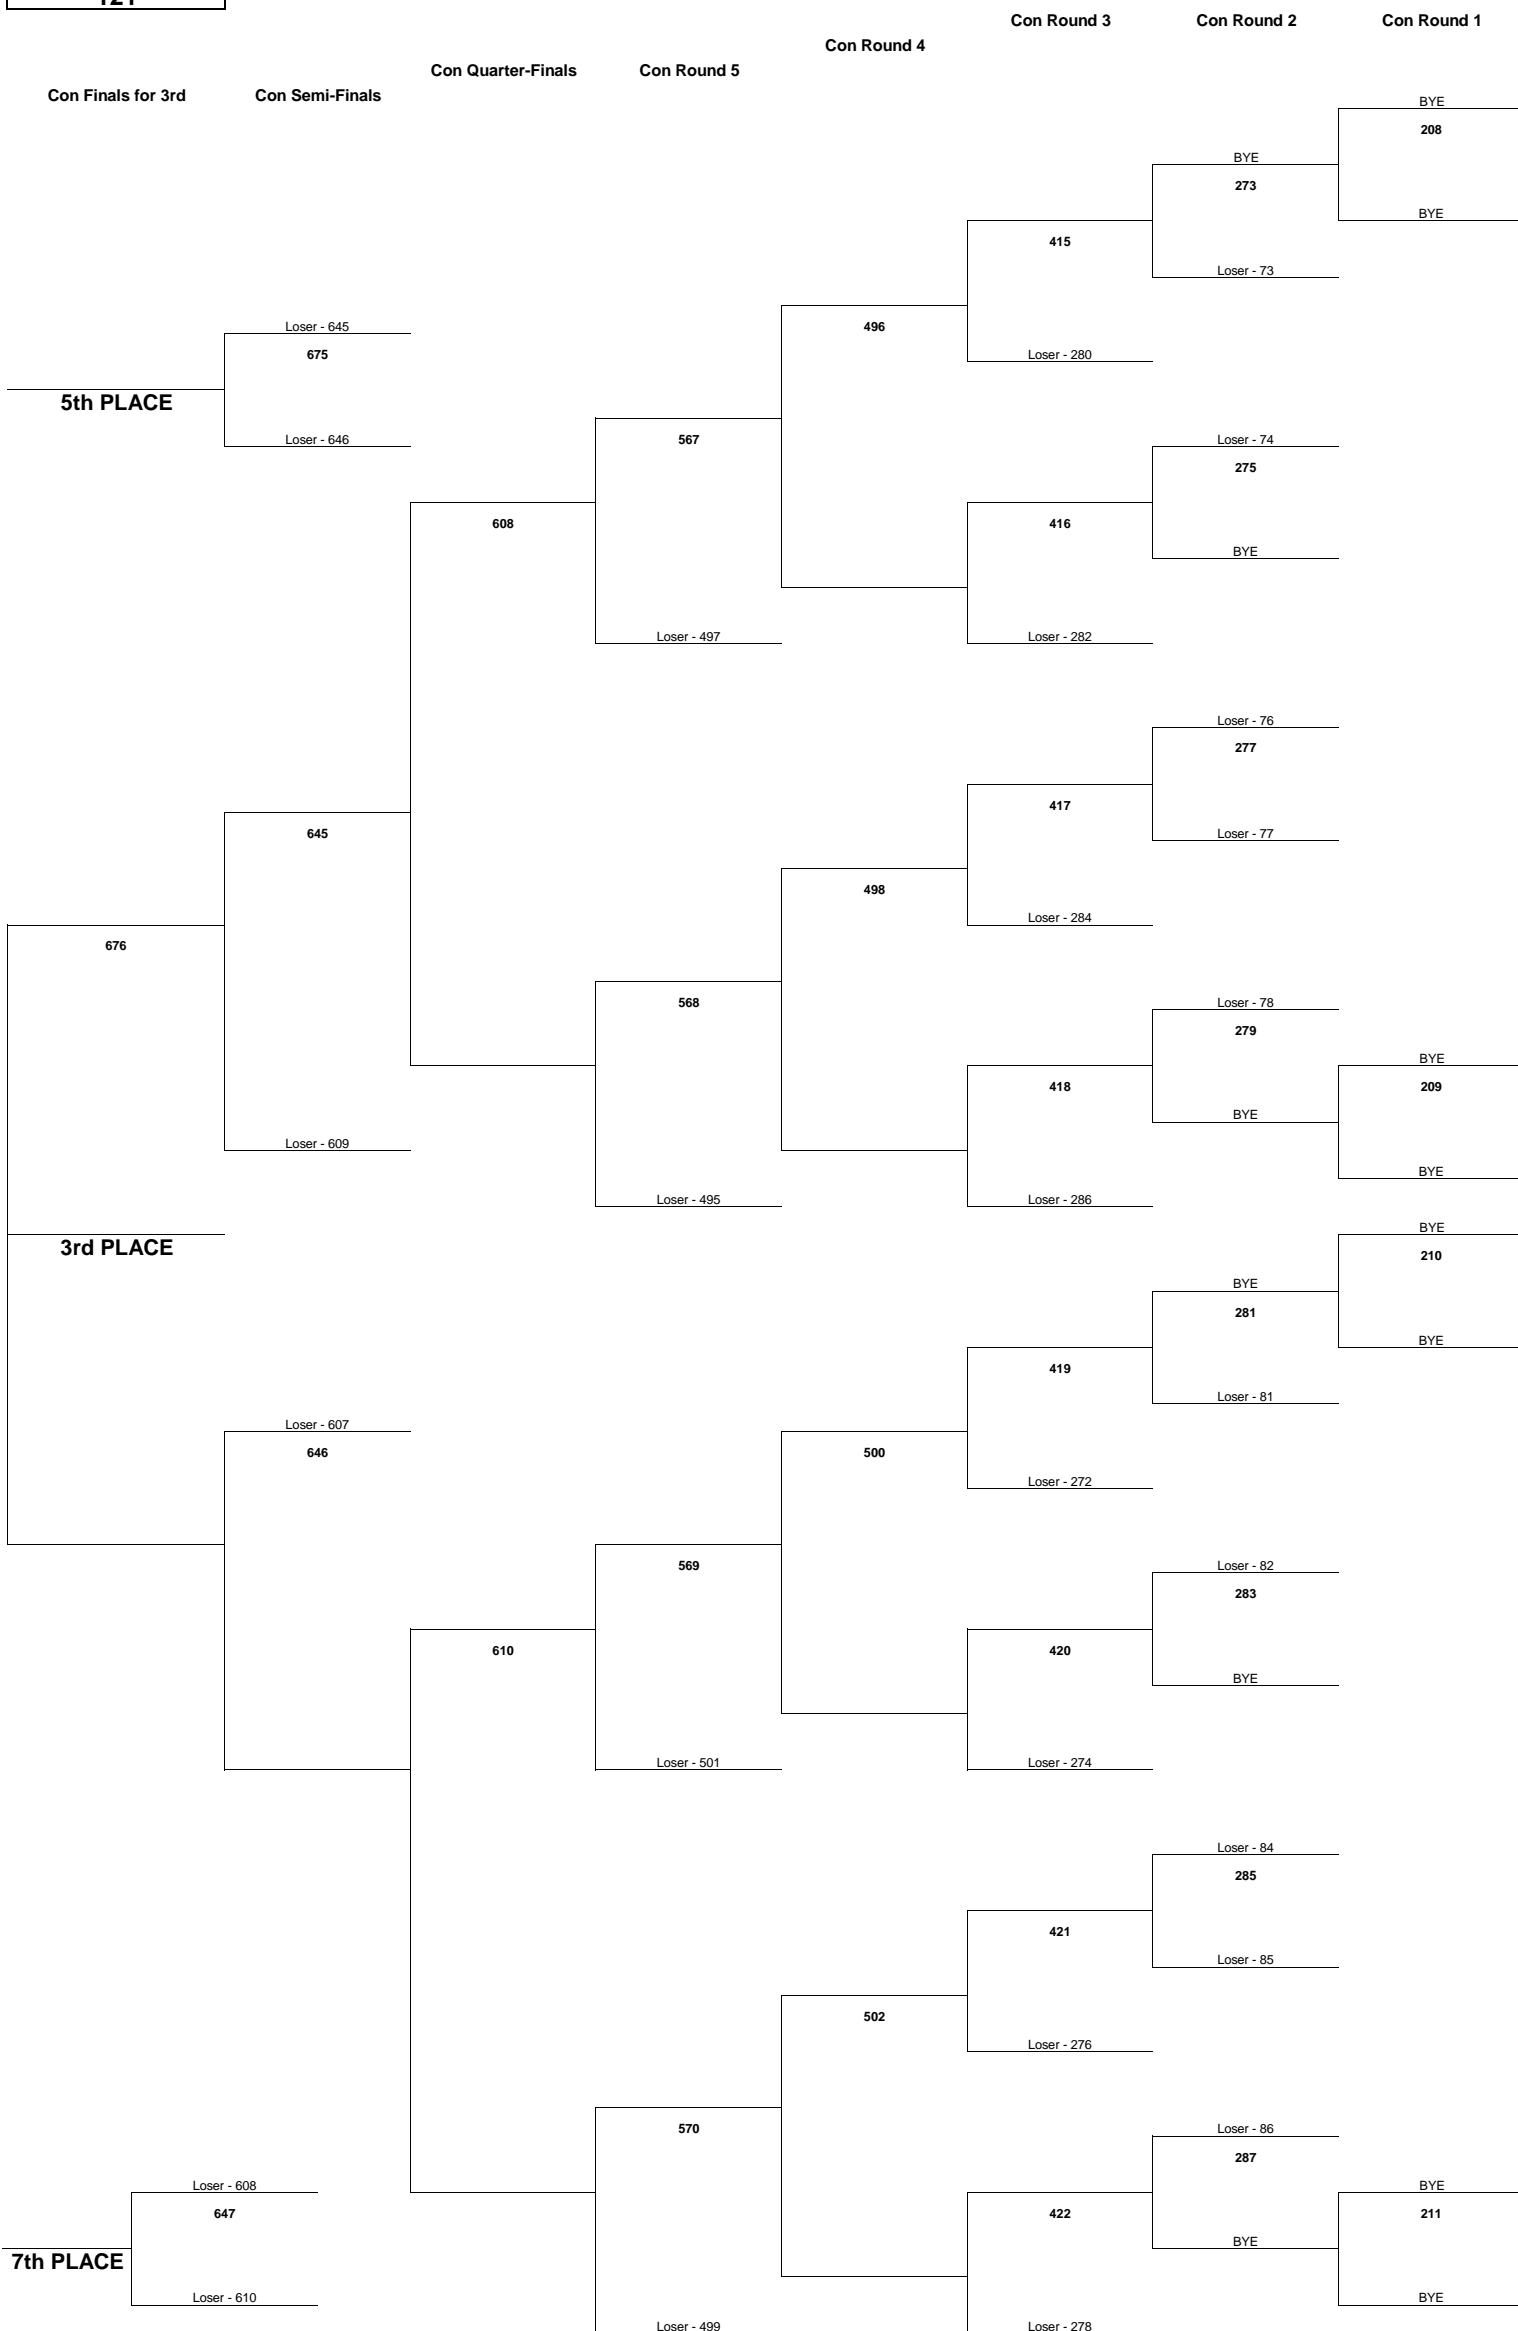 Con Round 3 Con Round 2 Con Round 1
Con Round 4
Con Quarter-Finals Con Round 5
Con Finals for 3rd Con Semi-Finals
BYE
208
BYE
273
BYE
415
Loser - 73
Loser - 645
496
675
Loser - 280
5th PLACE
Loser - 646
567
Loser - 74
275
608
416
BYE
Loser - 497
Loser - 282
Loser - 76
277
417
645
Loser - 77
498
Loser - 284
676
568
Loser - 78
279
BYE
418
209
Loser - 609
BYE
BYE
Loser - 495
Loser - 286
BYE
3rd PLACE
210
BYE
281
BYE
419
Loser - 81
Loser - 607
646
500
Loser - 272
569
Loser - 82
283
610
420
BYE
Loser - 501
Loser - 274
Loser - 84
285
421
Loser - 85
502
Loser - 276
570
Loser - 86
287
Loser - 608
BYE
647
422
211
BYE
7th PLACE
Loser - 610
BYE
Loser - 499
Loser - 278